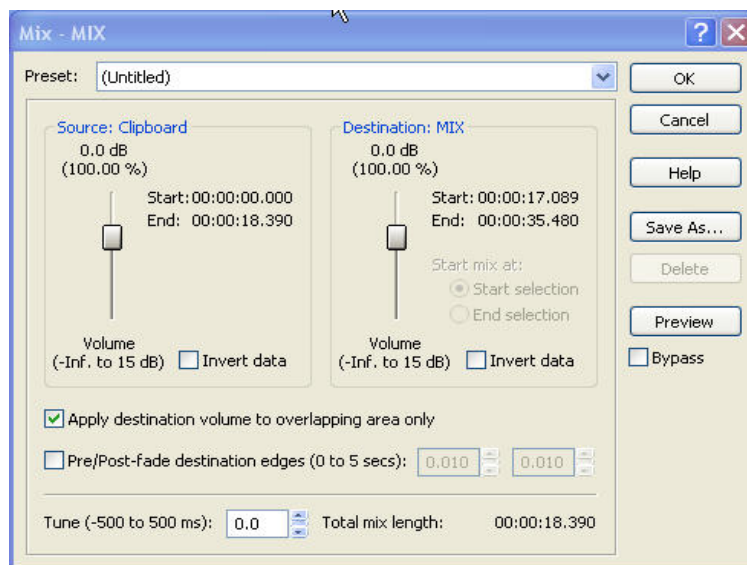 Mix - MIX
Preset: (Untitled)
OK
Cancel
Help
Save As...
Delete
Preview
Bypass
Source: Clipboard
0.0 dB
(100.00 %)
Start: 00:00:00.000
End: 00:00:18.390
Volume
(-Inf. to 15 dB) Invert data
Destination: MIX
0.0 dB
(100.00 %)
Start: 00:00:17.089
End: 00:00:35.480
Start mix at:
Start selection
End selection
Volume
(-Inf. to 15 dB) Invert data
Apply destination volume to overlapping area only
Pre/Post-fade destination edges (0 to 5 secs): 0.010 0.010
Tune (-500 to 500 ms): 0.0 Total mix length: 00:00:18.390